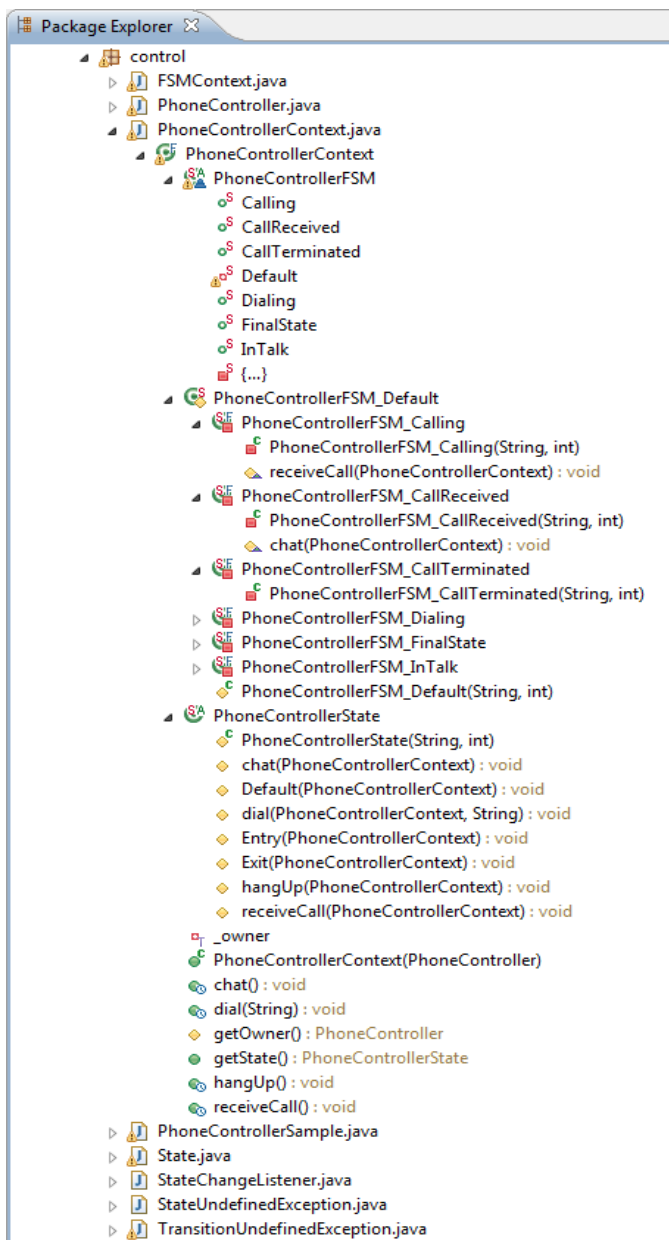 Package Explorer
control
FSMContext.java
PhoneController.java
PhoneControllerContext.java
PhoneControllerContext
PhoneControllerFSM
Calling
CallReceived
CallTerminated
Default
Dialing
FinalState
InTalk
{...}
PhoneControllerFSM_Default
PhoneControllerFSM_Calling
PhoneControllerFSM_Calling(String, int)
receiveCall(PhoneControllerContext) : void
PhoneControllerFSM_CallReceived
PhoneControllerFSM_CallReceived(String, int)
chat(PhoneControllerContext) : void
PhoneControllerFSM_CallTerminated
PhoneControllerFSM_CallTerminated(String, int)
PhoneControllerFSM_Dialing
PhoneControllerFSM_FinalState
PhoneControllerFSM_InTalk
PhoneControllerFSM_Default(String, int)
PhoneControllerState
PhoneControllerState(String, int)
chat(PhoneControllerContext) : void
Default(PhoneControllerContext) : void
dial(PhoneControllerContext, String) : void
Entry(PhoneControllerContext) : void
Exit(PhoneControllerContext) : void
hangUp(PhoneControllerContext) : void
receiveCall(PhoneControllerContext) : void
_owner
PhoneControllerContext(PhoneController)
chat() : void
dial(String) : void
getOwner() : PhoneController
getState() : PhoneControllerState
hangUp() : void
receiveCall() : void
PhoneControllerSample.java
State.java
StateChangeListener.java
StateUndefinedException.java
TransitionUndefinedException.java